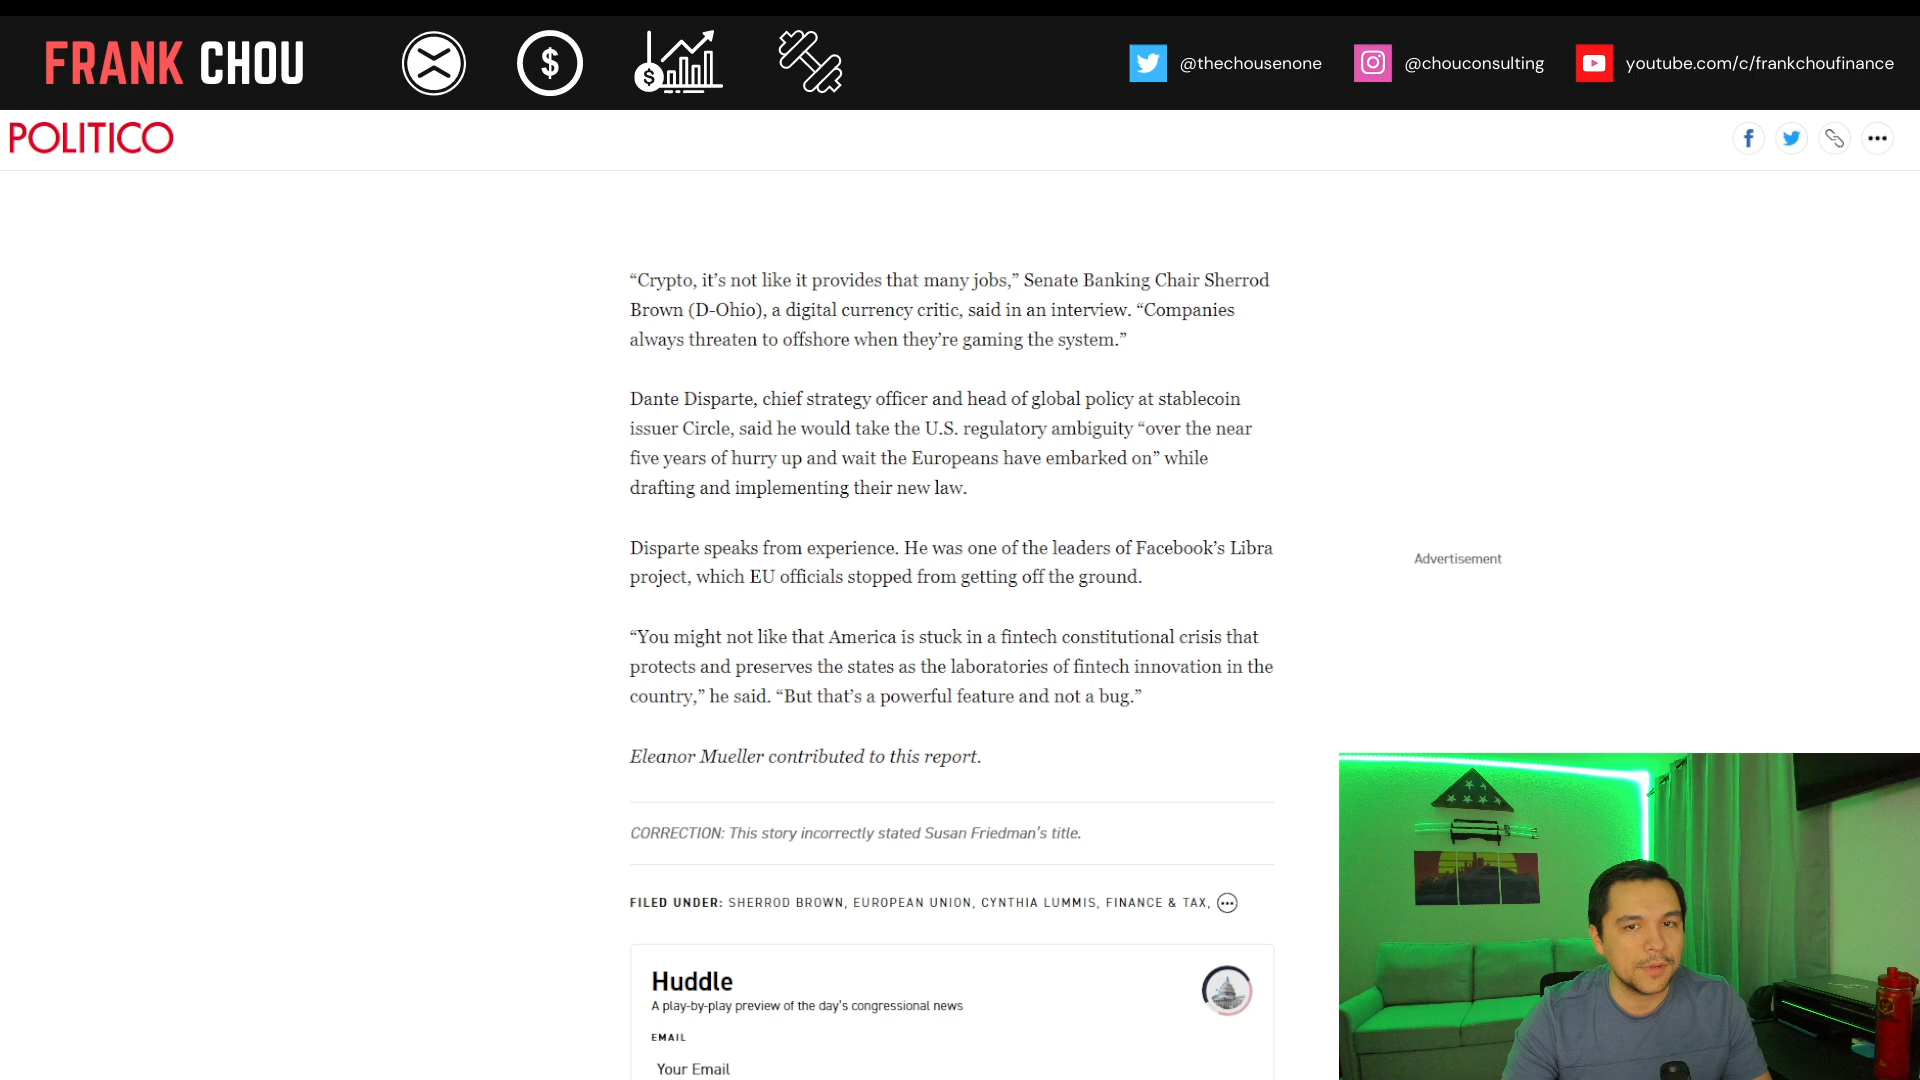 FRANK CHOU
@thechousenone
@chouconsulting
youtube.com/c/frankchoufinance
POLITICO
“Crypto, it’s not like it provides that many jobs,” Senate Banking Chair Sherrod
Brown (D-Ohio), a digital currency critic, said in an interview. “Companies
always threaten to offshore when they’re gaming the system.”
Dante Disparte, chief strategy officer and head of global policy at stablecoin
issuer Circle, said he would take the U.S. regulatory ambiguity “over the near
five years of hurry up and wait the Europeans have embarked on” while
drafting and implementing their new law.
Disparte speaks from experience. He was one of the leaders of Facebook’s Libra
project, which EU officials stopped from getting off the ground.
Advertisement
“You might not like that America is stuck in a fintech constitutional crisis that
protects and preserves the states as the laboratories of fintech innovation in the
country,” he said. “But that’s a powerful feature and not a bug.”
Eleanor Mueller contributed to this report.
CORRECTION: This story incorrectly stated Susan Friedman's title.
FILED UNDER: SHERROD BROWN, EUROPEAN UNION, CYNTHIA LUMMIS, FINANCE & TAX,
Huddle
A play-by-play preview of the day's congressional news
EMAIL
Your Email